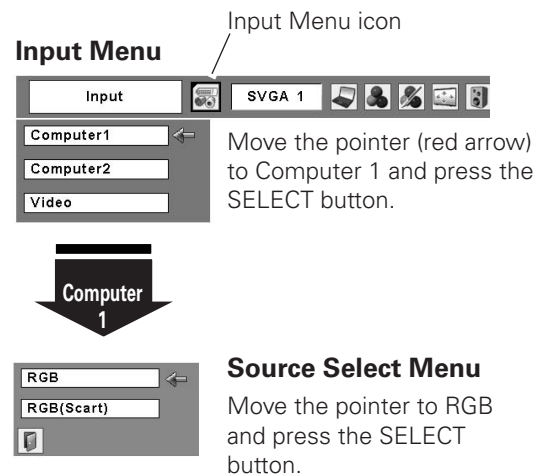 Input Menu icon
Input Menu
Input
SVGA 1
Computer1
Computer2
Video
Move the pointer (red arrow)
to Computer 1 and press the
SELECT button.
Computer
1
RGB
RGB(Scart)
Source Select Menu
Move the pointer to RGB
and press the SELECT
button.